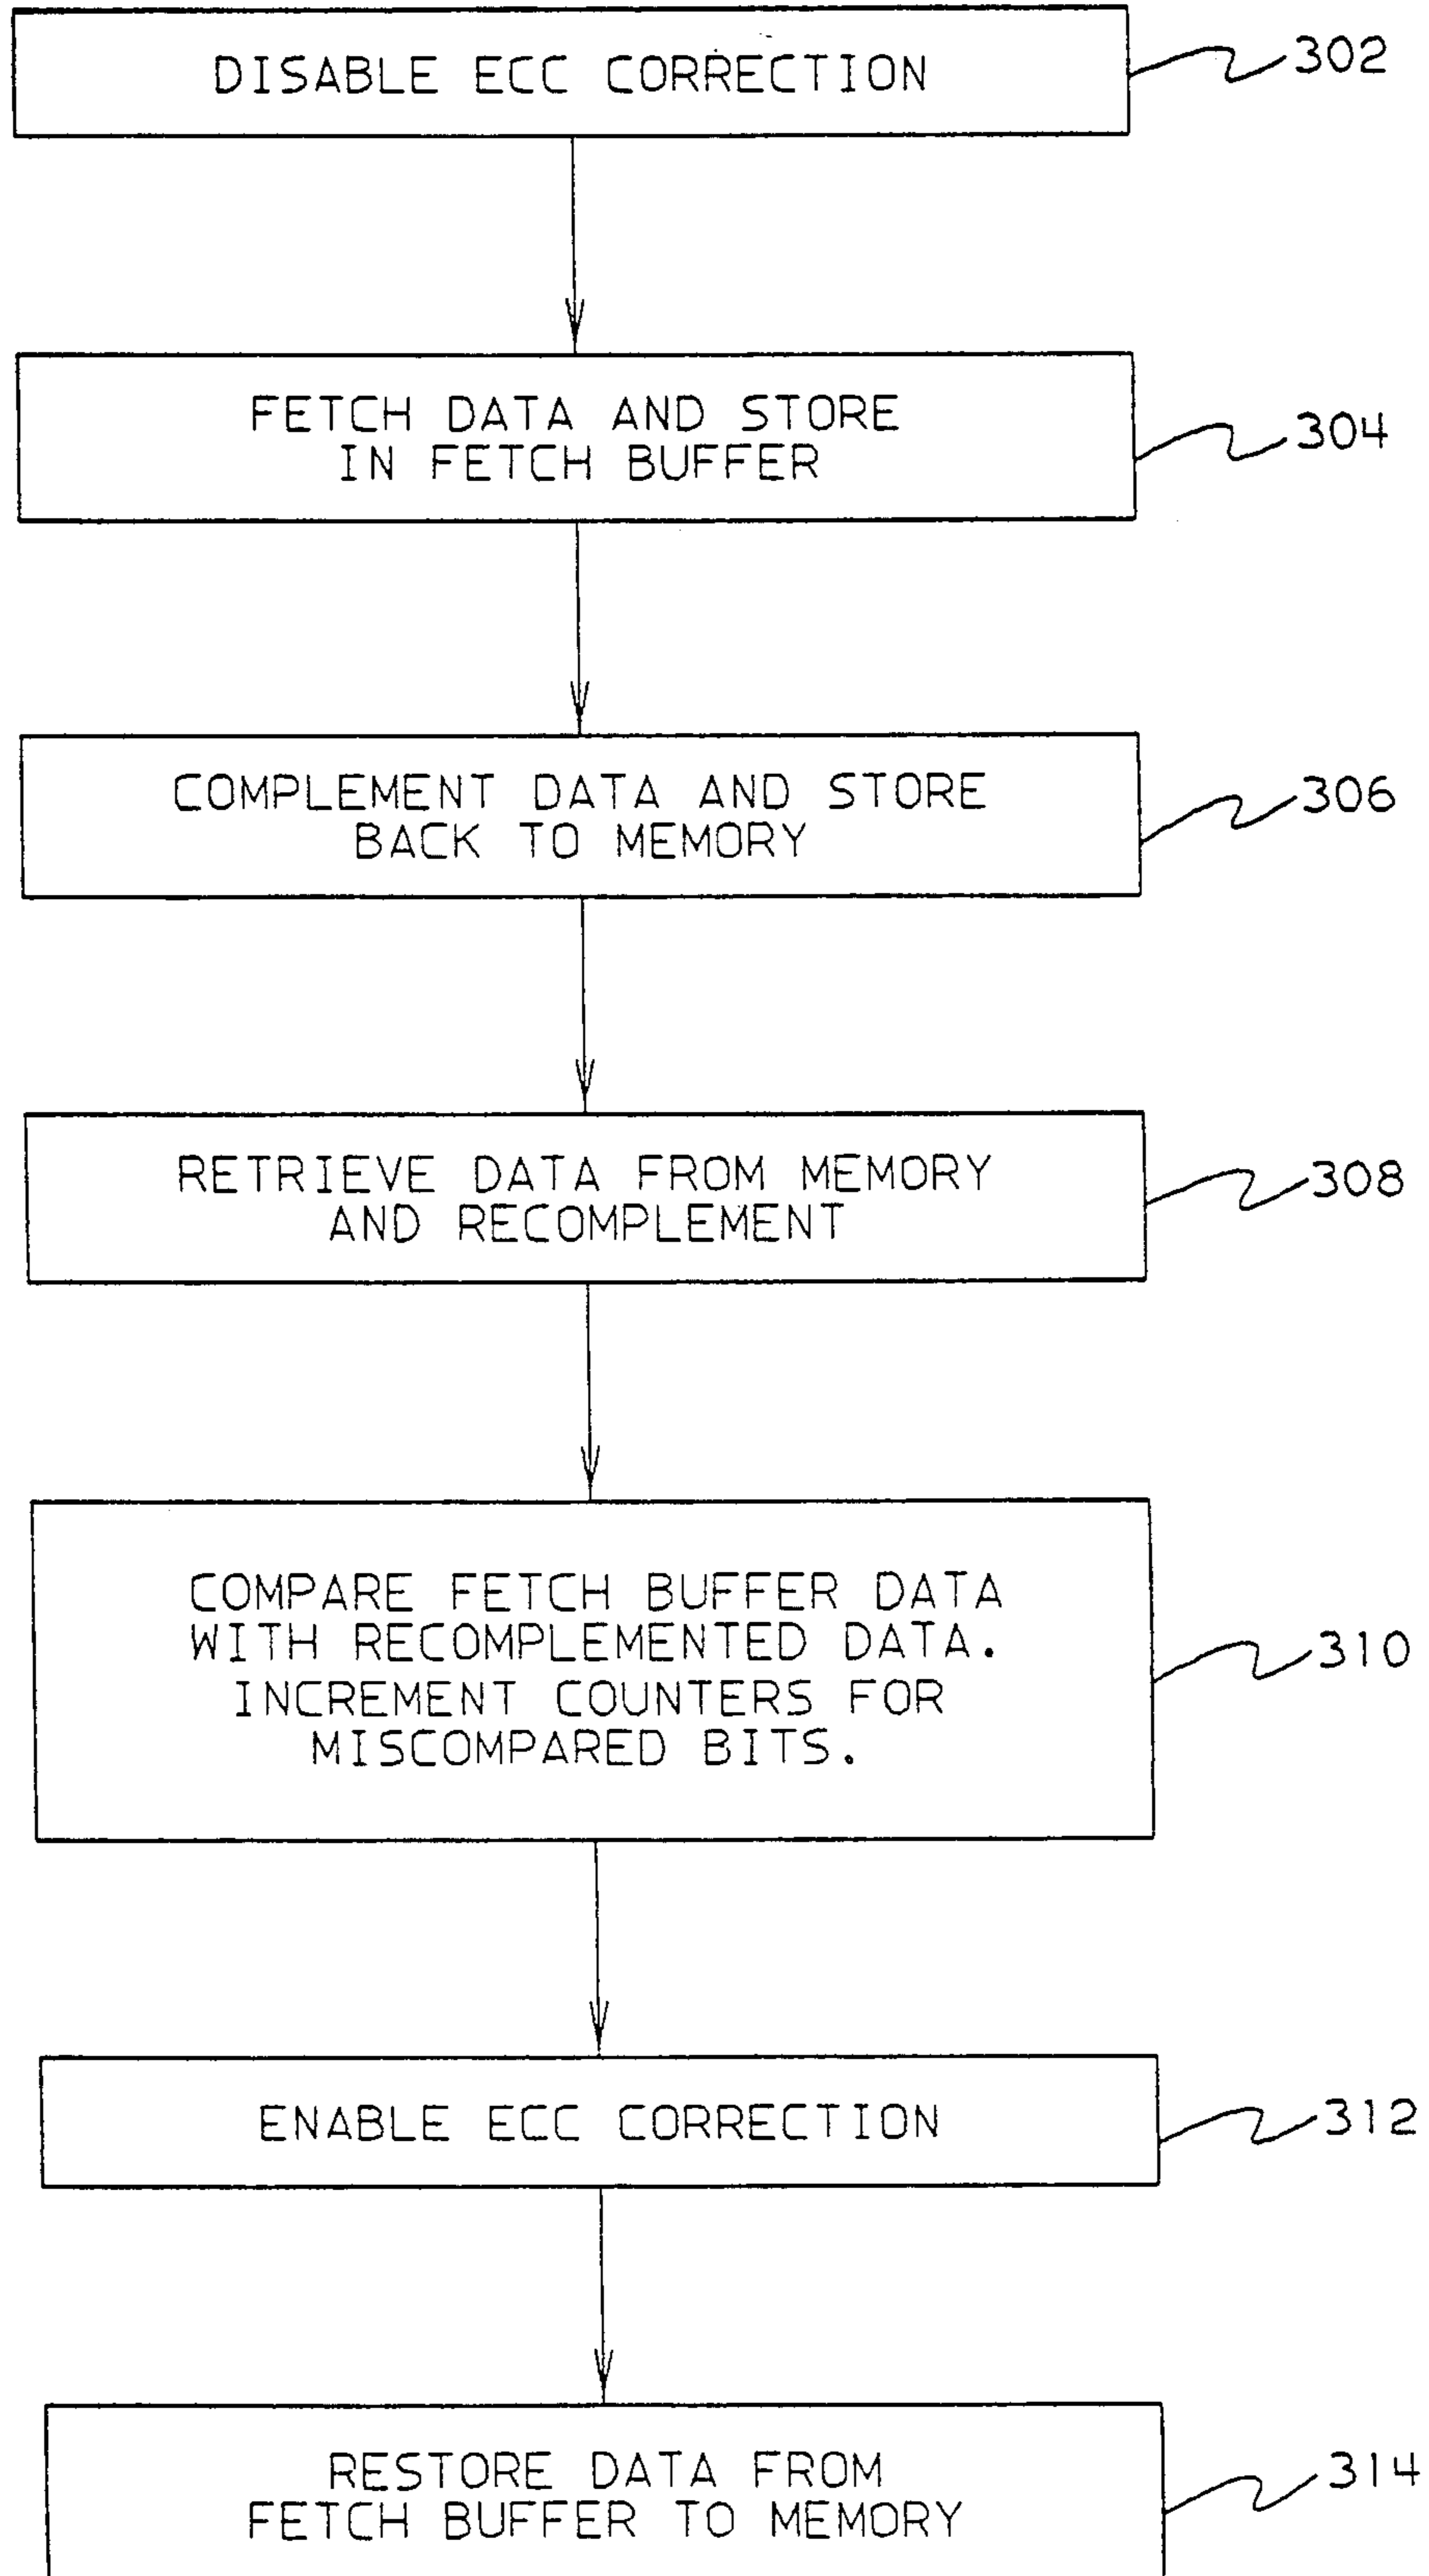 DISABLE ECC CORRECTION
302
FETCH DATA AND STORE
IN FETCH BUFFER
304
COMPLEMENT DATA AND STORE
BACK TO MEMORY
306
RETRIEVE DATA FROM MEMORY
AND RECOMPLEMENT
308
COMPARE FETCH BUFFER DATA
WITH RECOMPLEMENTED DATA.
INCREMENT COUNTERS FOR
MISCOMPARED BITS.
310
ENABLE ECC CORRECTION
312
RESTORE DATA FROM
FETCH BUFFER TO MEMORY
314